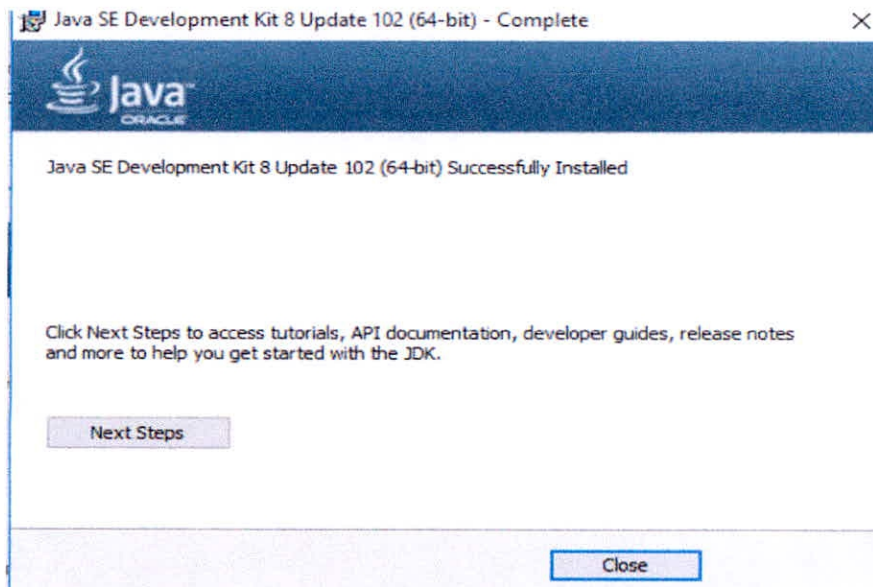 Java SE Development Kit 8 Update 102 (64-bit) - Complete
Java
ORACLE
Java SE Development Kit 8 Update 102 (64-bit) Successfully Installed
Click Next Steps to access tutorials, API documentation, developer guides, release notes
and more to help you get started with the JDK.
Next Steps
Close